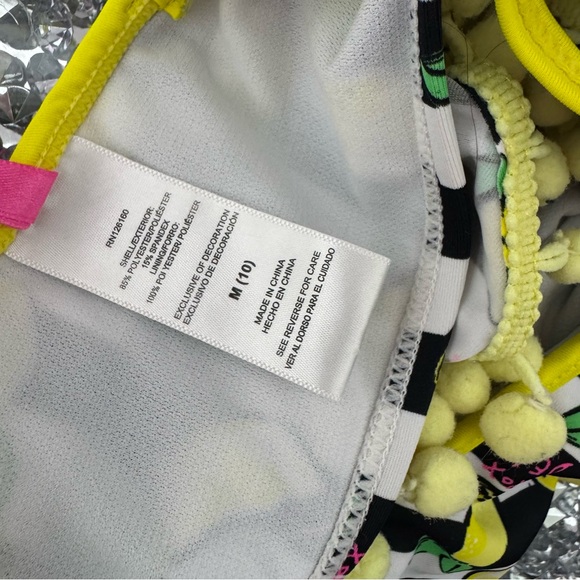 RN126160
SHELL/EXTERIOR:
85% POLYESTER/POLIÉSTER
15% SPANDEX
LINING/FORRO:
100% POLYESTER/ POLIÉSTER
EXCLUSIVE OF DECORATION
EXCLUSIVO DE DECORACIÓN
M (10)
MADE IN CHINA
HECHO EN CHINA
SEE REVERSE FOR CARE
VER AL DORSO PARA EL CUIDADO